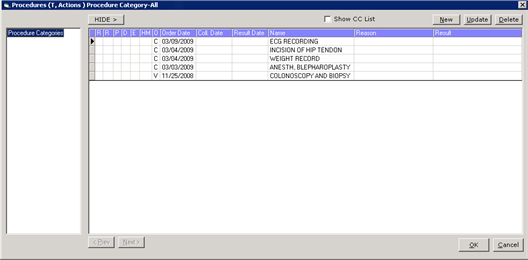 Procedures (T, Actions ) Procedure Category-All
HIDE > Show CC List New Update Delete
Procedure Categories
R R P D E HM O Order Date Coll. Date Result Date Name Reason Result
C 03/09/2009 ECG RECORDING
C 03/04/2009 INCISION OF HIP TENDON
C 03/04/2009 WEIGHT RECORD
C 03/03/2009 ANESTH, BLEPHAROPLASTY
V 11/25/2008 COLONOSCOPY AND BIOPSY
< Prev Next >
OK Cancel